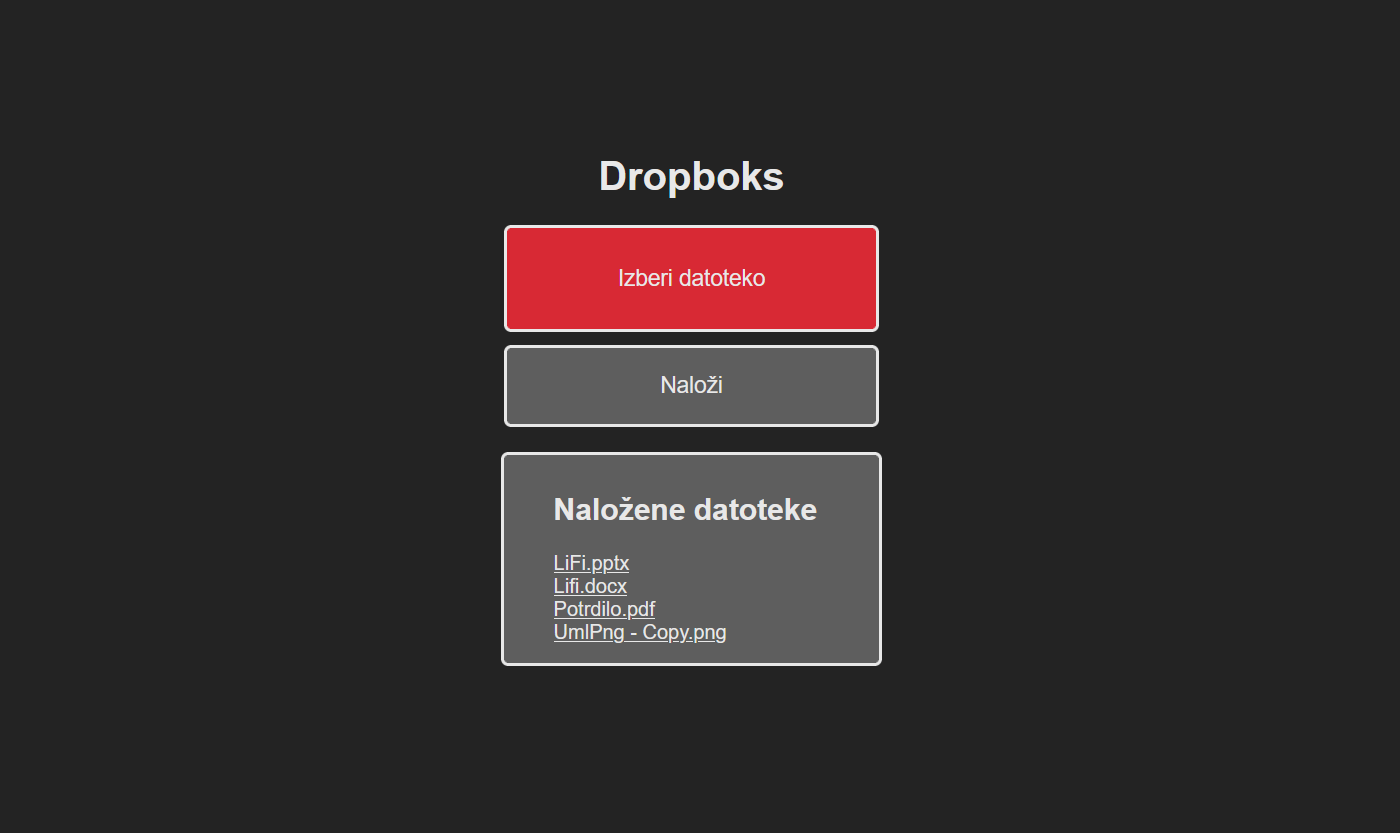 Dropboks
Izberi datoteko
Naloži
Naložene datoteke
LiFi.pptx
Lifi.docx
Potrdilo.pdf
UmlPng - Copy.png